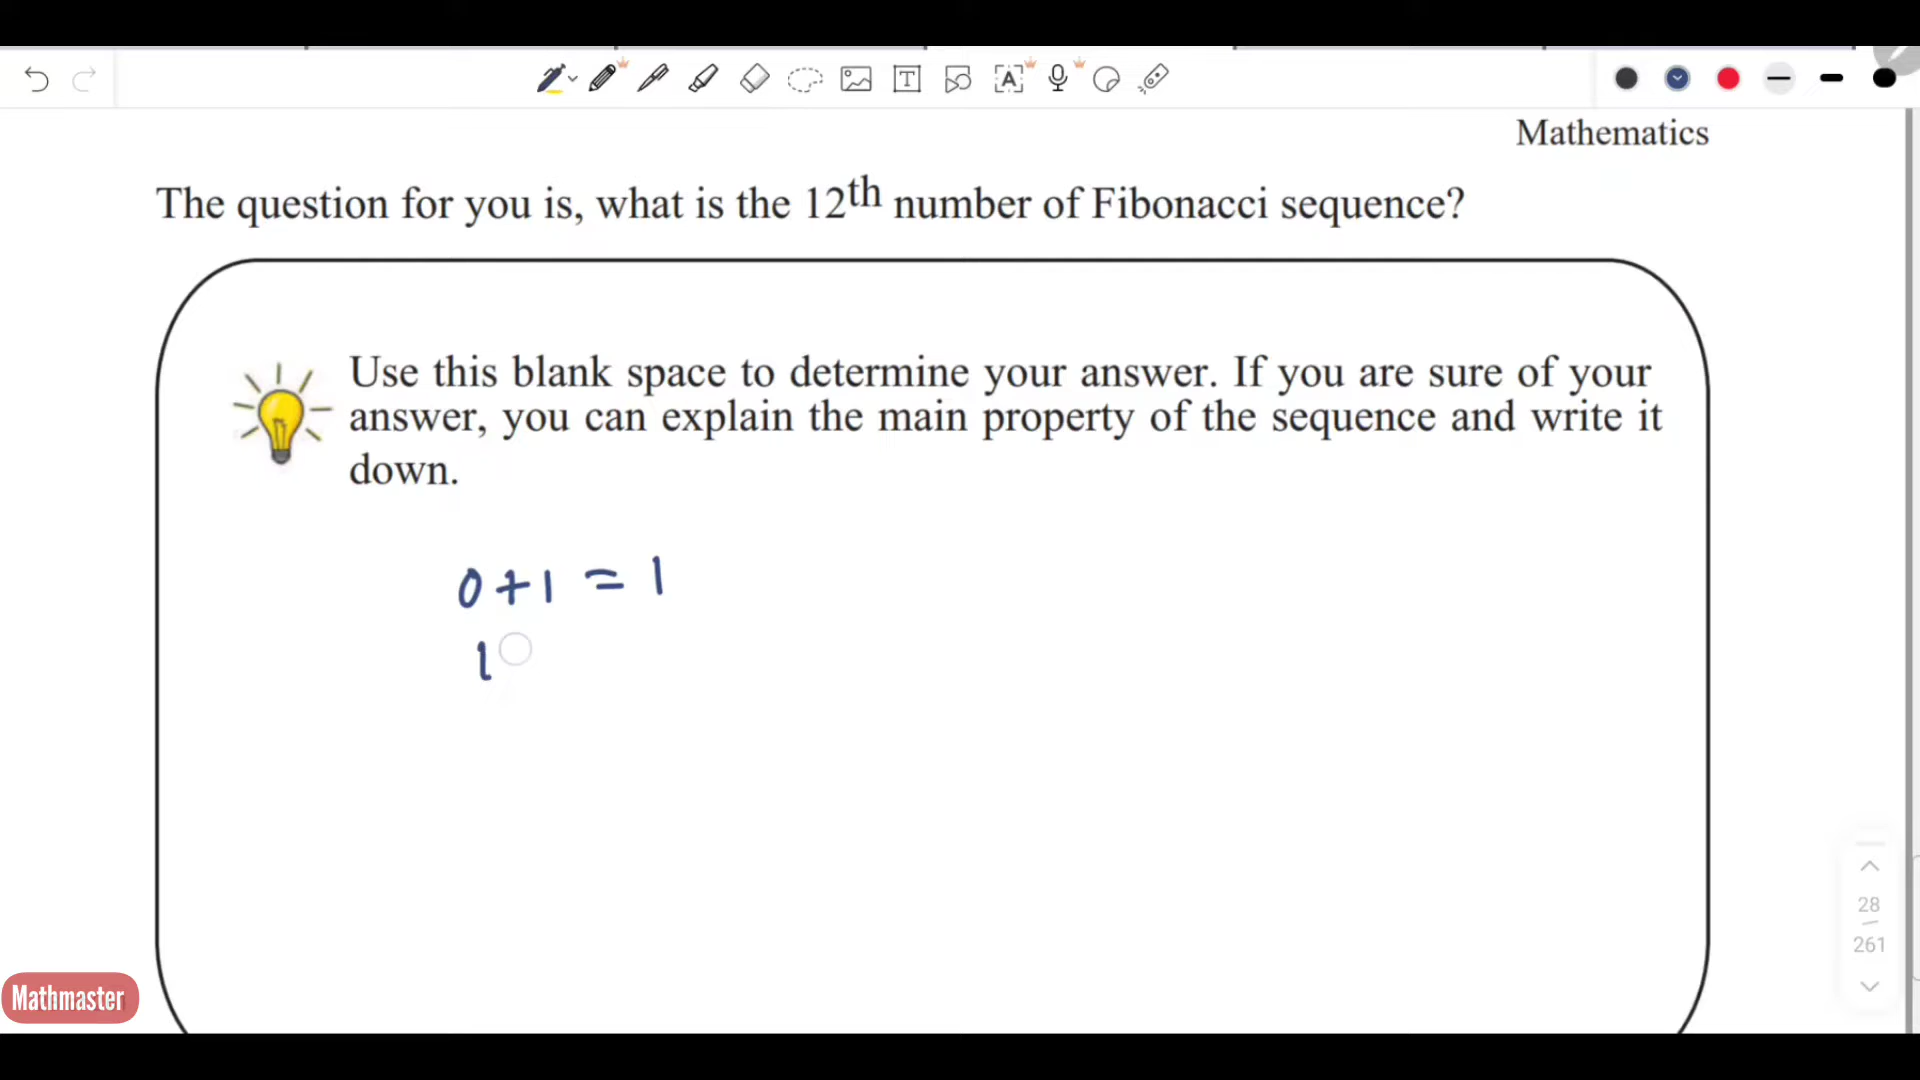 Mathematics
The question for you is, what is the 12th number of Fibonacci sequence?
Use this blank space to determine your answer. If you are sure of your
answer, you can explain the main property of the sequence and write it
down.
0 + 1 = 1
1
28
261
Mathmaster